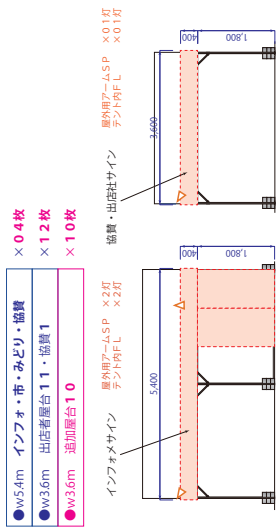 ●w5.4m インフォ・市・みどり・協賛 ×04枚
●w3.6m 出店者屋台11・協賛1 ×12枚
●w3.6m 追加屋台10 ×10枚
インフォメサイン
屋外用アームSP ×2灯
テント内FL ×2灯
5,400
400
1,800
協賛・出店社サイン
屋外用アームSP ×01灯
テント内FL ×01灯
3,600
400
1,800